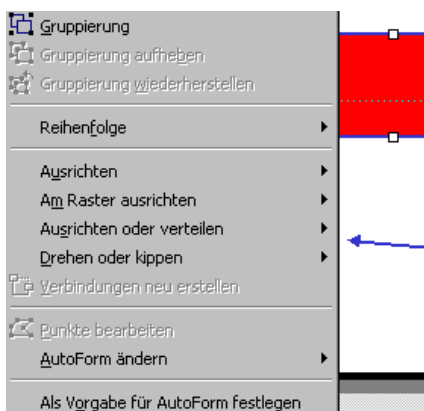 Gruppierung
Gruppierung aufheben
Gruppierung wiederherstellen
Reihenfolge
Ausrichten
Am Raster ausrichten
Ausrichten oder verteilen
Drehen oder kippen
Verbindungen neu erstellen
Punkte bearbeiten
AutoForm ändern
Als Vorgabe für AutoForm festlegen